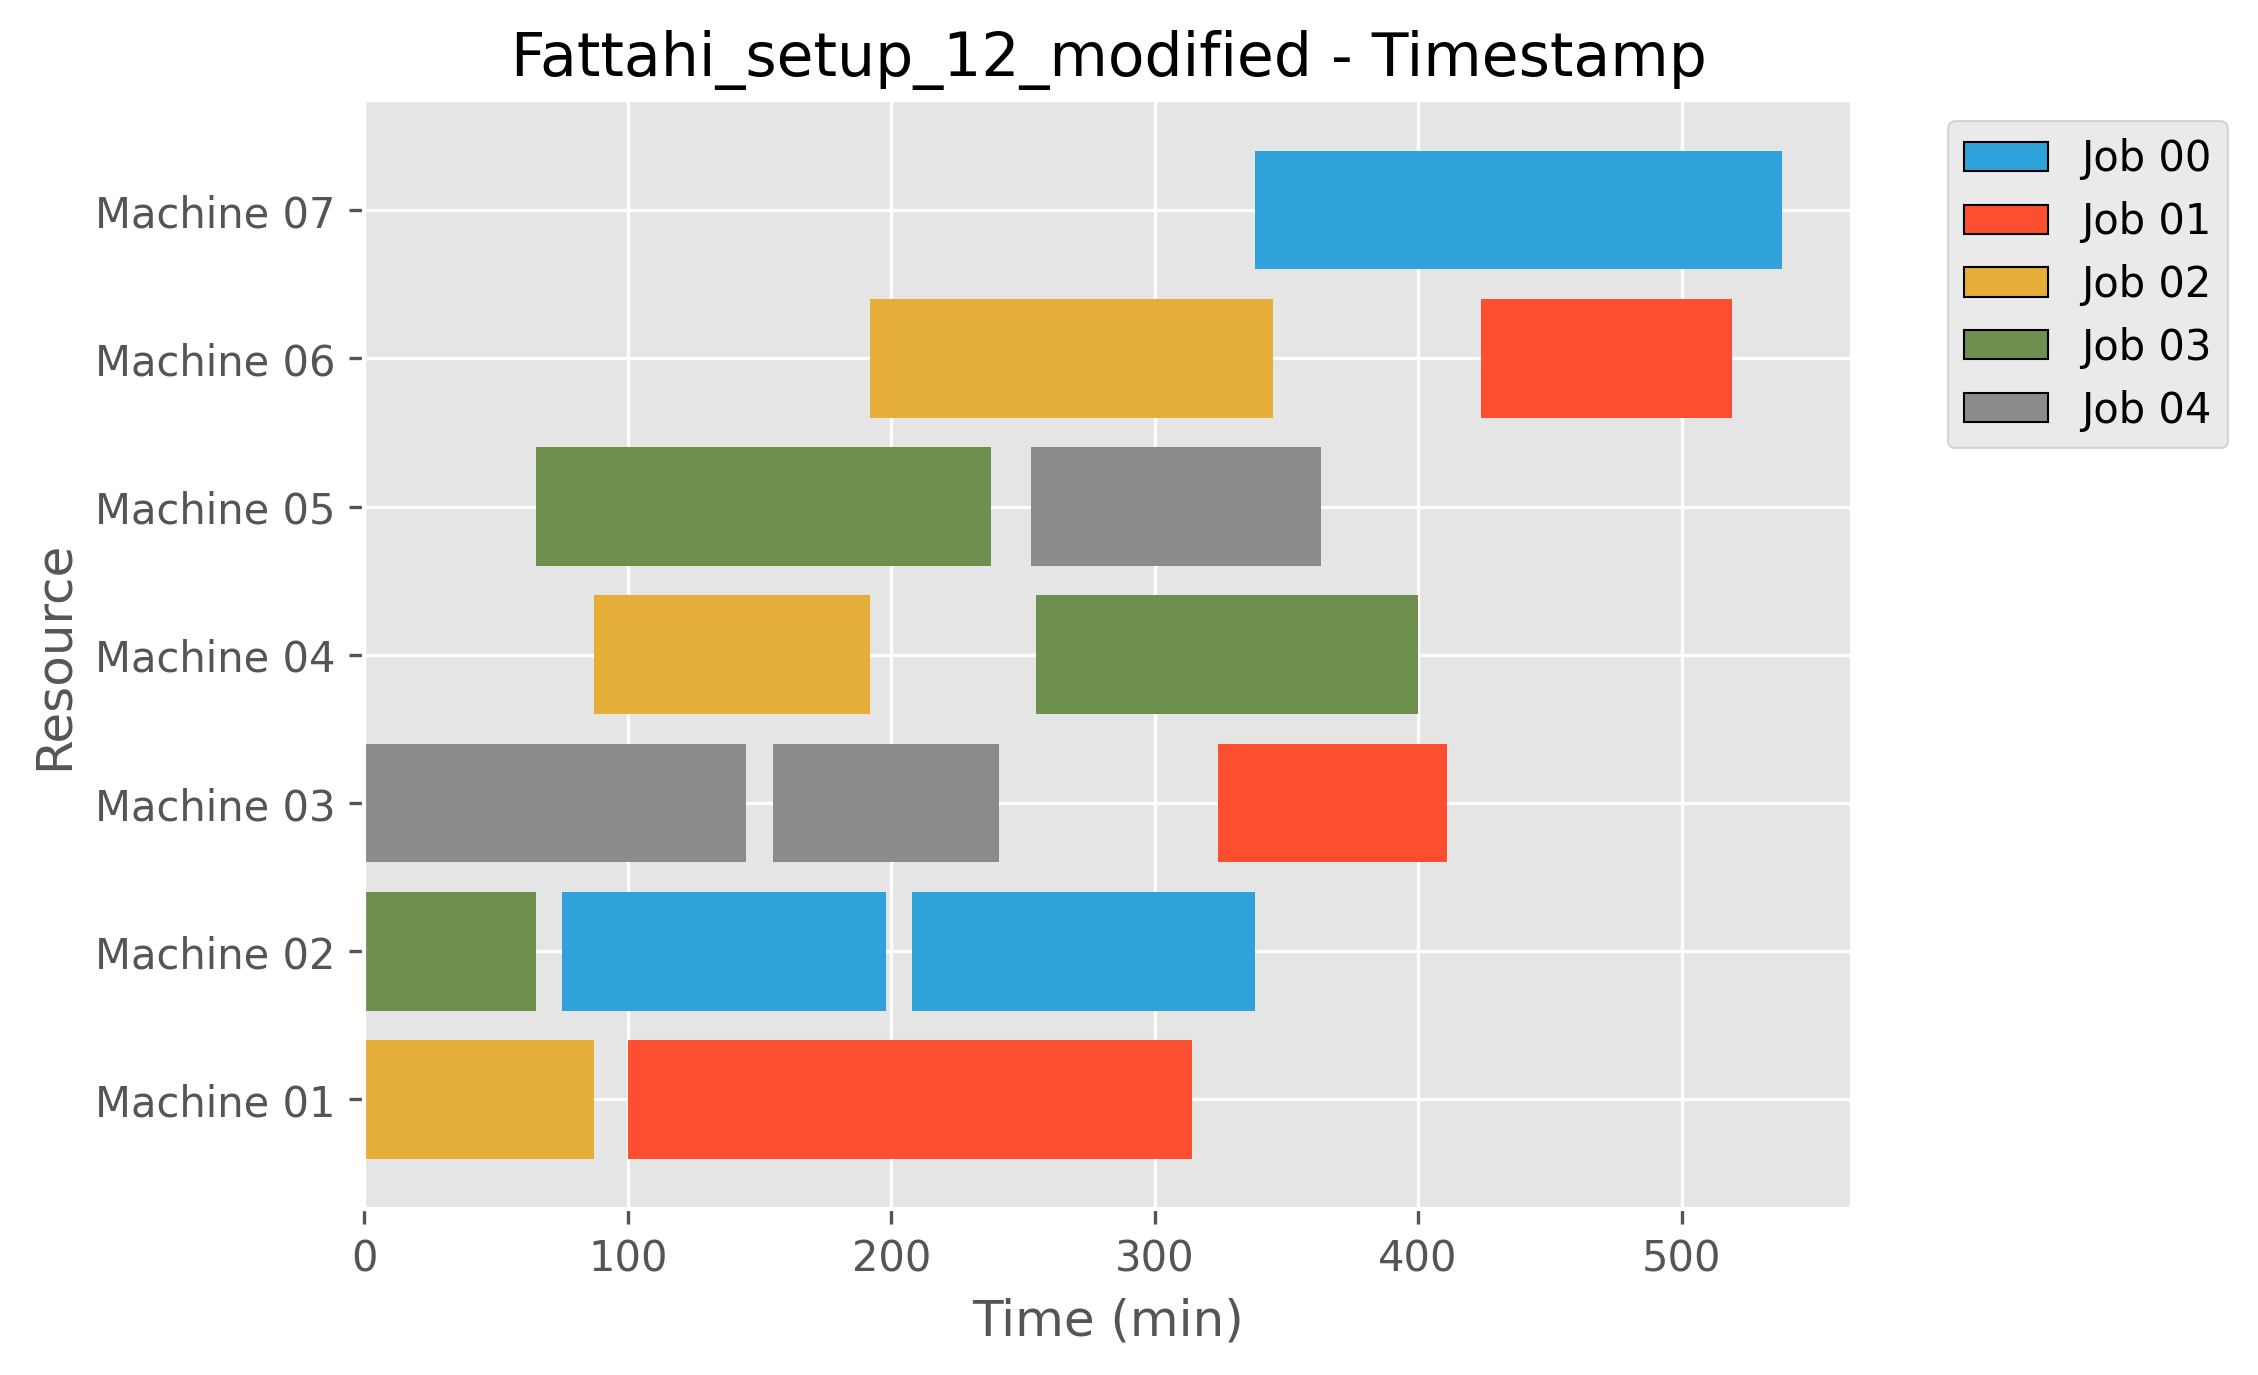 Fattahi_setup_12_modified - Timestamp
Job 00
Job 01
Job 02
Job 03
Job 04
Resource
Machine 07
Machine 06
Machine 05
Machine 04
Machine 03
Machine 02
Machine 01
0 100 200 300 400 500
Time (min)